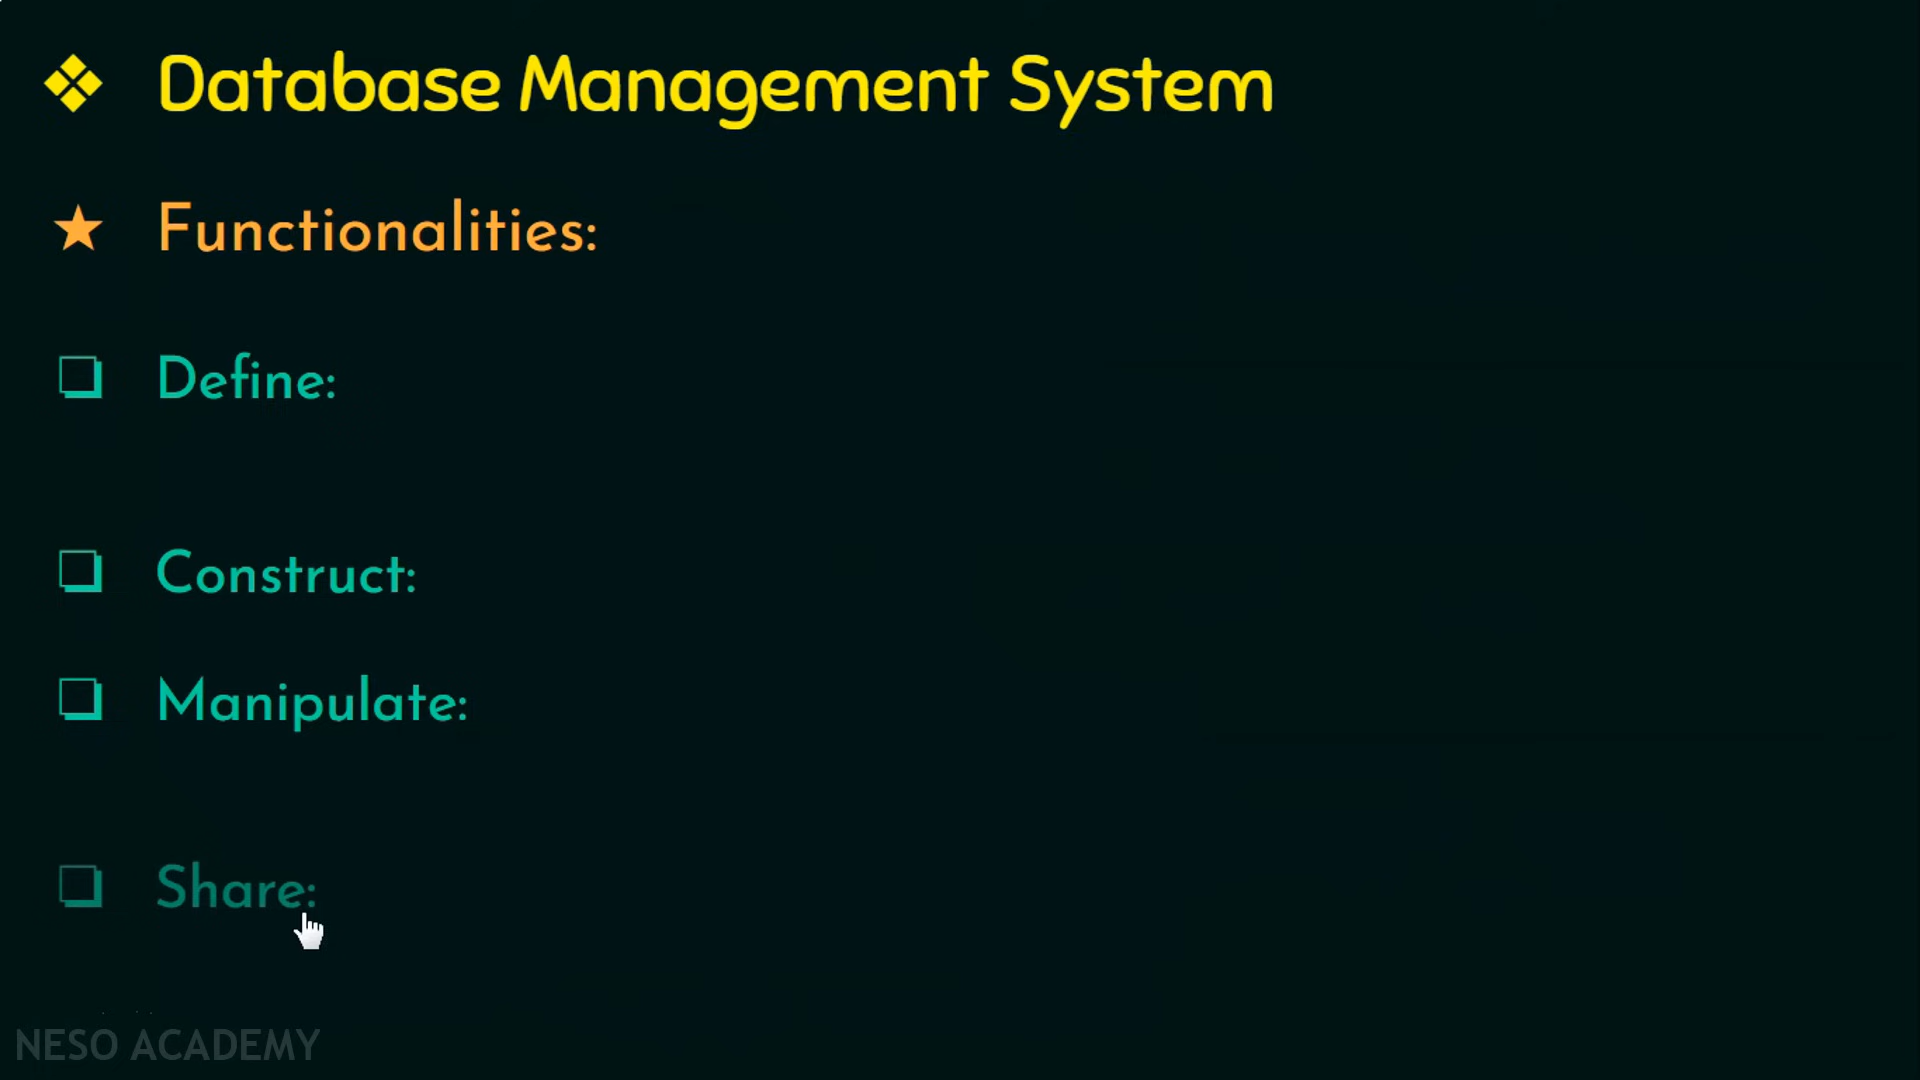 Database Management System
Functionalities:
Define:
Construct:
Manipulate:
Share:
NESO ACADEMY